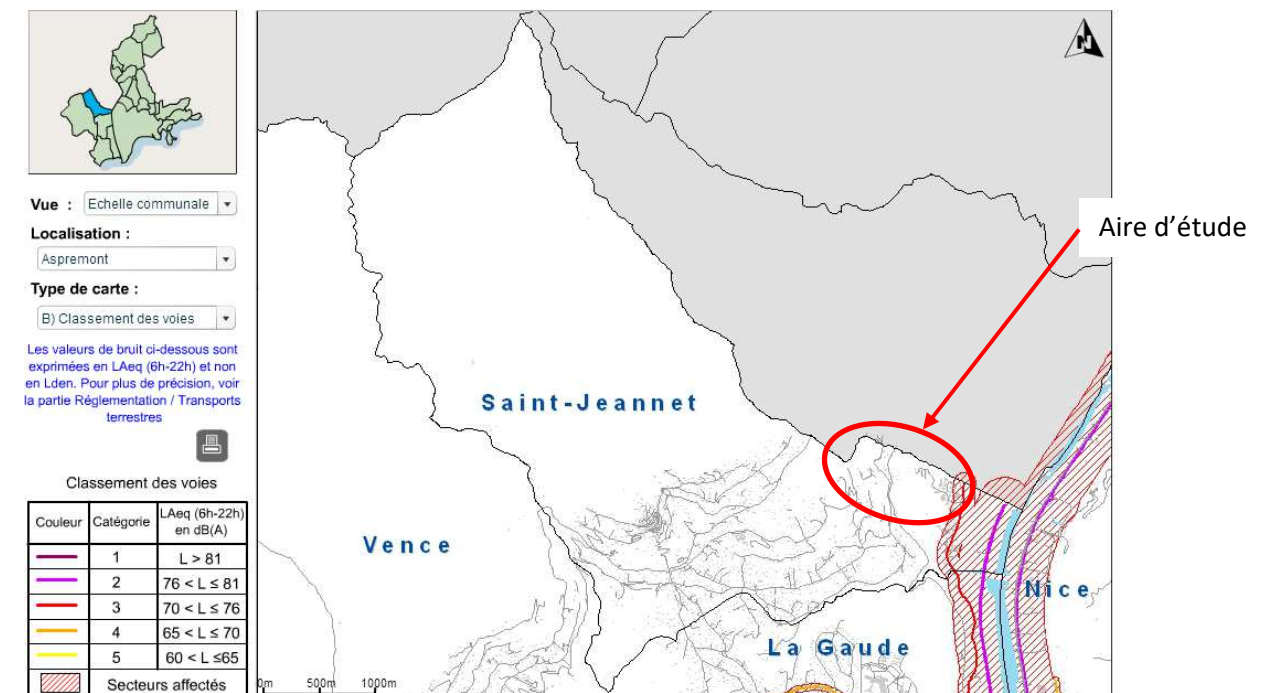 N
Aire d’étude
Vue : Echelle communale
Localisation :
Aspremont
Type de carte :
B) Classement des voies
Les valeurs de bruit ci-dessous sont
exprimées en LAeq (6h-22h) et non
en Lden. Pour plus de précision, voir
la partie Réglementation / Transports
terrestres
Classement des voies
Couleur Catégorie LAeq (6h-22h)
en dB(A)
1 L > 81
2 76 < L ≤ 81
3 70 < L ≤ 76
4 65 < L ≤ 70
5 60 < L ≤65
Secteurs affectés
Saint-Jeannet
Vence
Nice
La Gaude
0m 500m 1000m